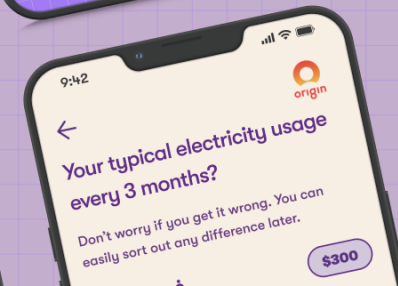 9:42
origin
Your typical electricity usage
every 3 months?
Don't worry if you get it wrong. You can
easily sort out any difference later.
$300